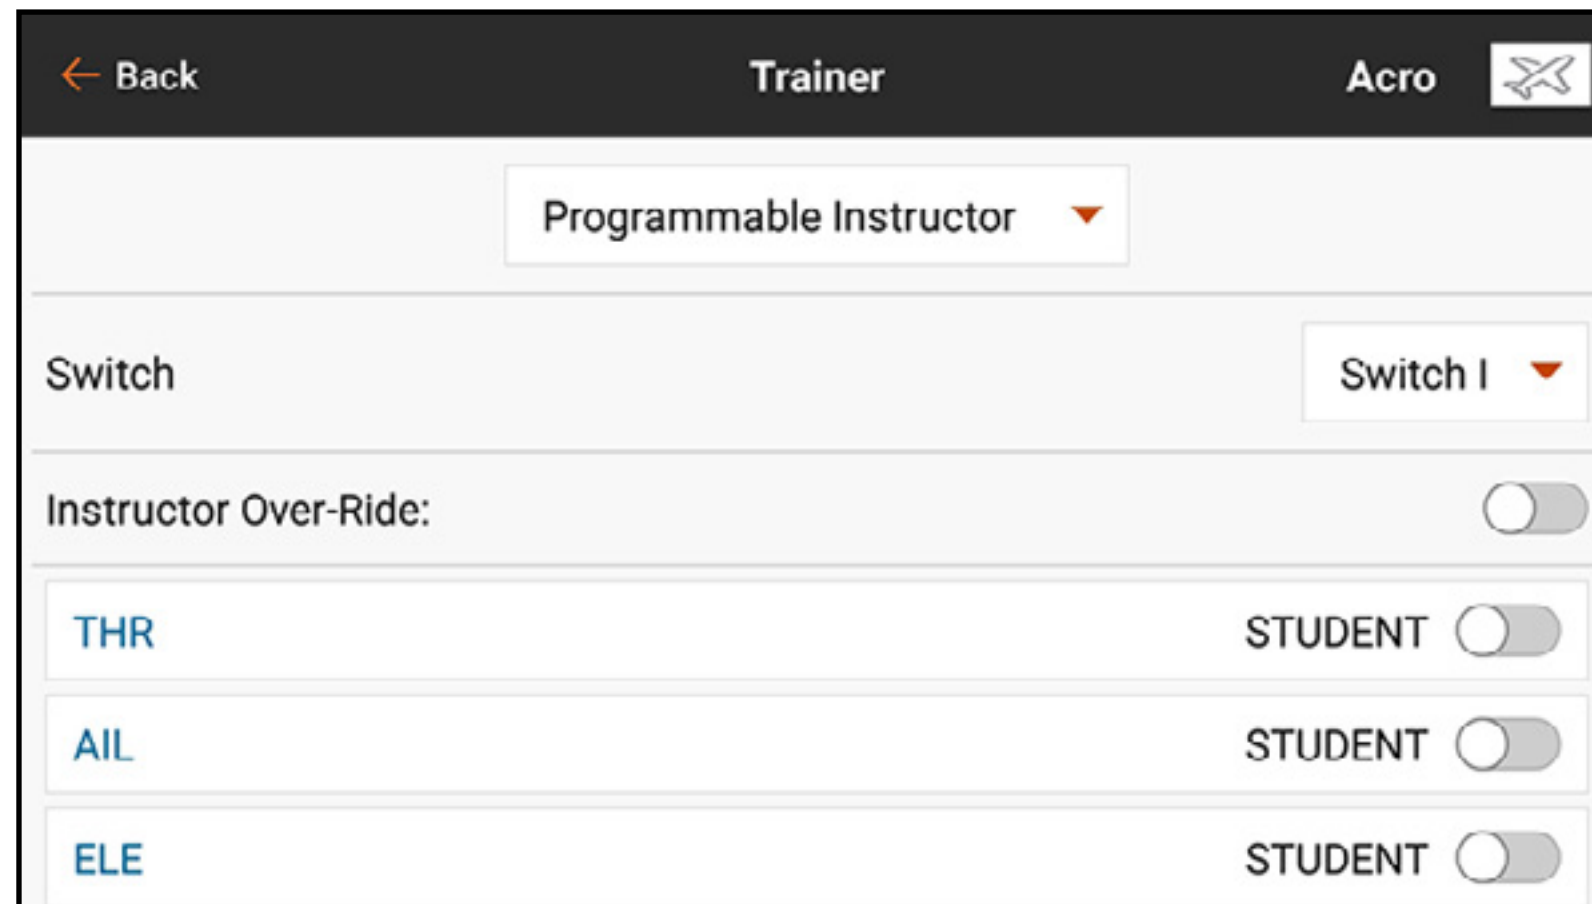 Back Trainer Acro
Programmable Instructor
Switch Switch I
Instructor Over-Ride:
THR STUDENT
AIL STUDENT
ELE STUDENT